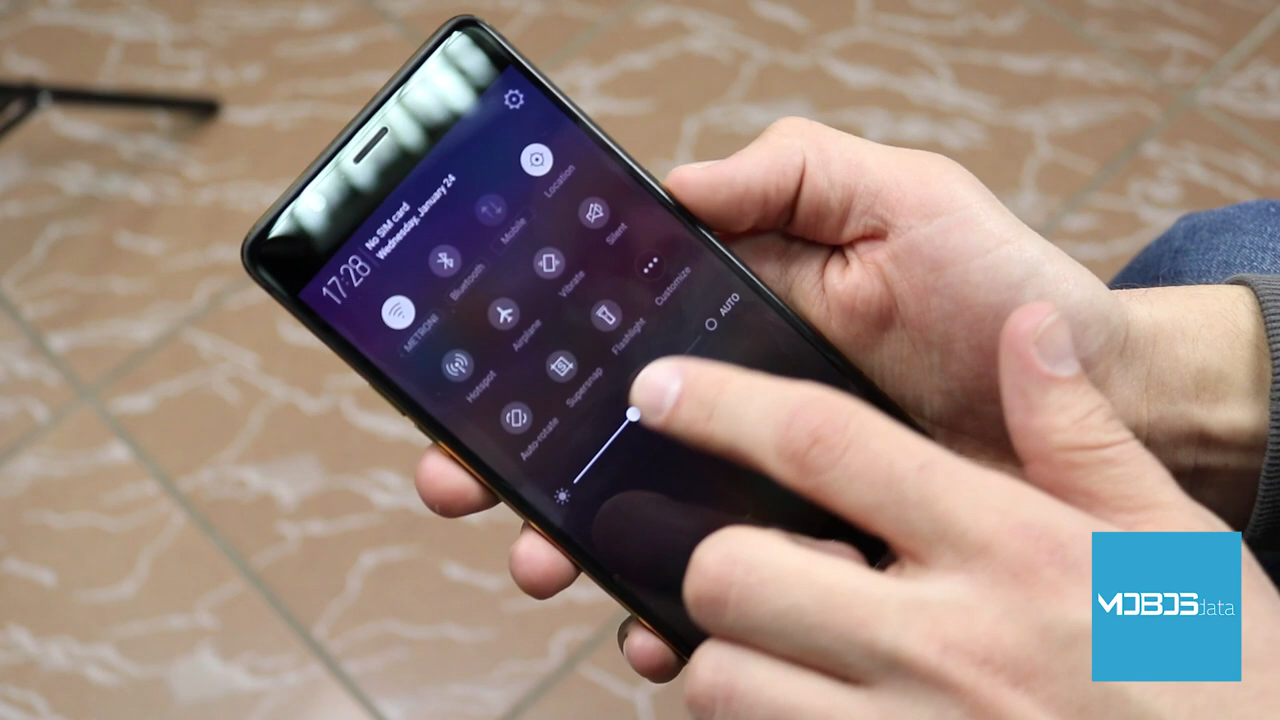 17:28
No SIM card
Wednesday, January 24
METRONI
Bluetooth
Mobile
Location
Hotspot
Airplane
Vibrate
Silent
Auto-rotate
Supersnap
Flashlight
Customize
AUTO
MOBOSdata